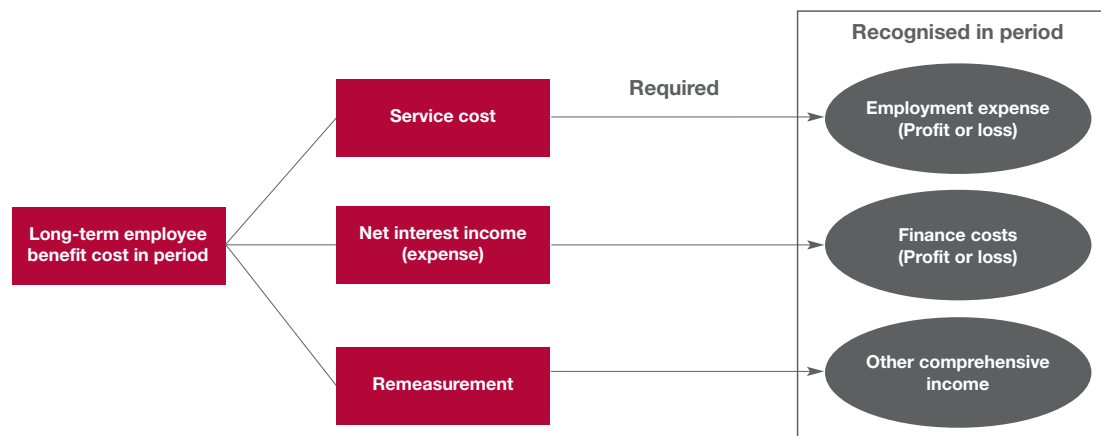 Recognised in period
Required
Service cost
Employment expense
(Profit or loss)
Long-term employee
benefit cost in period
Net interest income
(expense)
Finance costs
(Profit or loss)
Remeasurement
Other comprehensive
income